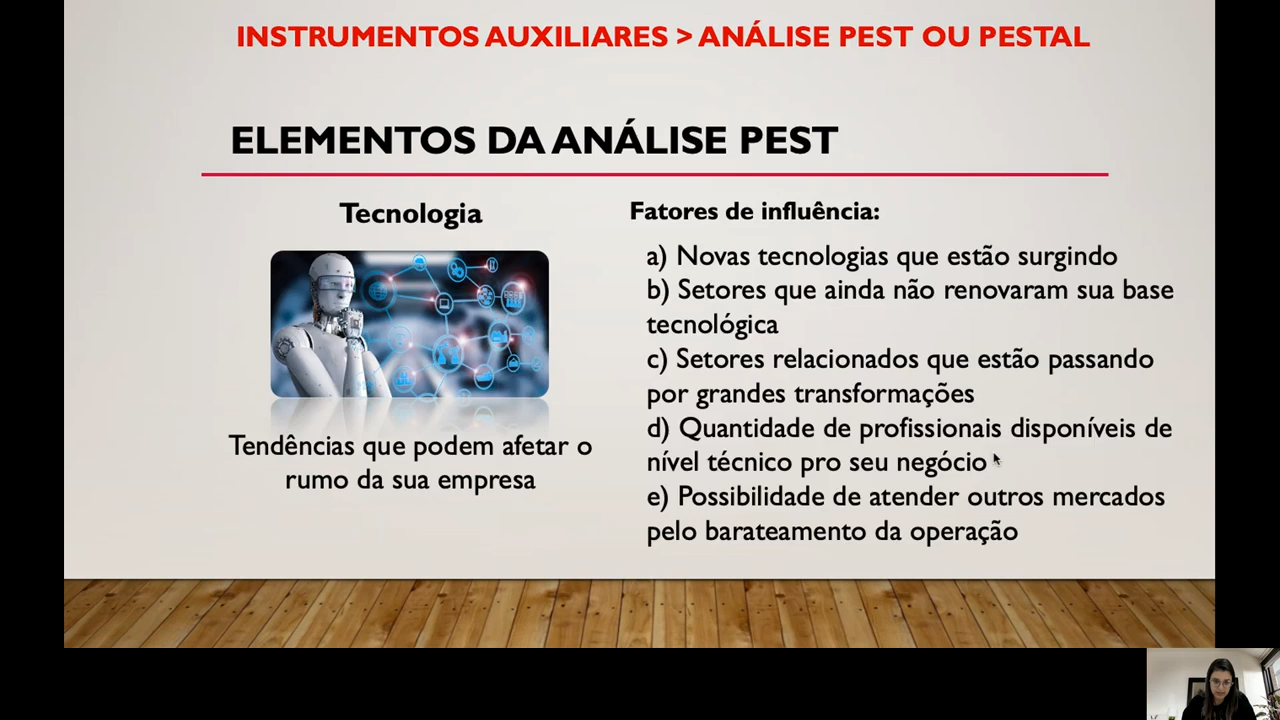 INSTRUMENTOS AUXILIARES > ANÁLISE PEST OU PESTAL
ELEMENTOS DA ANÁLISE PEST
Tecnologia
Tendências que podem afetar o
rumo da sua empresa
Fatores de influência:
a) Novas tecnologias que estão surgindo
b) Setores que ainda não renovaram sua base
tecnológica
c) Setores relacionados que estão passando
por grandes transformações
d) Quantidade de profissionais disponíveis de
nível técnico pro seu negócio
e) Possibilidade de atender outros mercados
pelo barateamento da operação